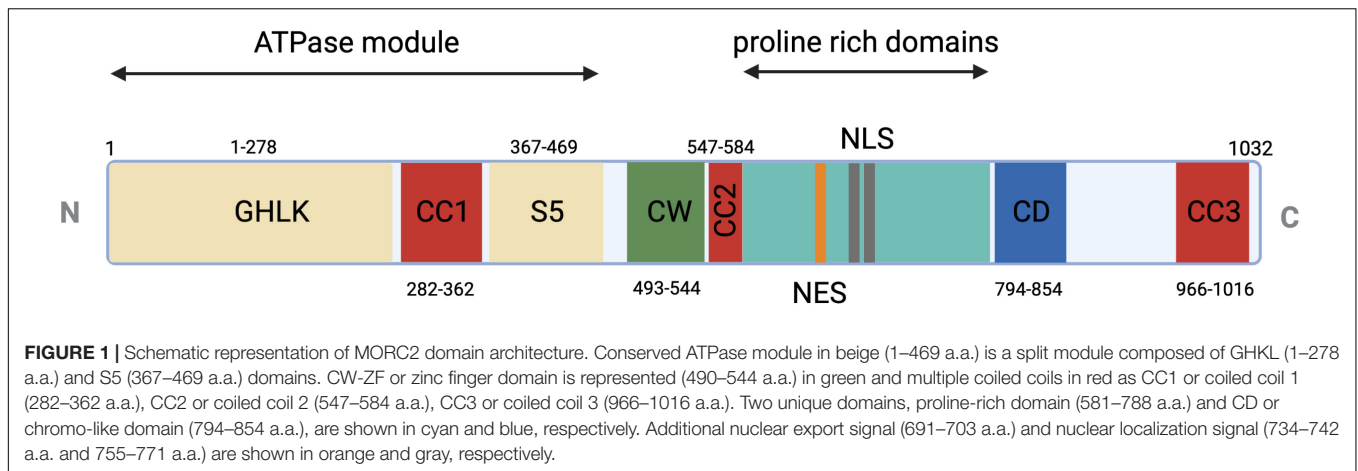 ATPase module
proline rich domains
1
1-278
367-469
547-584
NLS
1032
N
GHLK
CC1
S5
CW
CC2
CD
CC3
C
282-362
493-544
NES
794-854
966-1016
FIGURE 1 | Schematic representation of MORC2 domain architecture. Conserved ATPase module in beige (1–469 a.a.) is a split module composed of GHKL (1–278
a.a.) and S5 (367–469 a.a.) domains. CW-ZF or zinc finger domain is represented (490–544 a.a.) in green and multiple coiled coils in red as CC1 or coiled coil 1
(282–362 a.a.), CC2 or coiled coil 2 (547–584 a.a.), CC3 or coiled coil 3 (966–1016 a.a.). Two unique domains, proline-rich domain (581–788 a.a.) and CD or
chromo-like domain (794–854 a.a.), are shown in cyan and blue, respectively. Additional nuclear export signal (691–703 a.a.) and nuclear localization signal (734–742
a.a. and 755–771 a.a.) are shown in orange and gray, respectively.